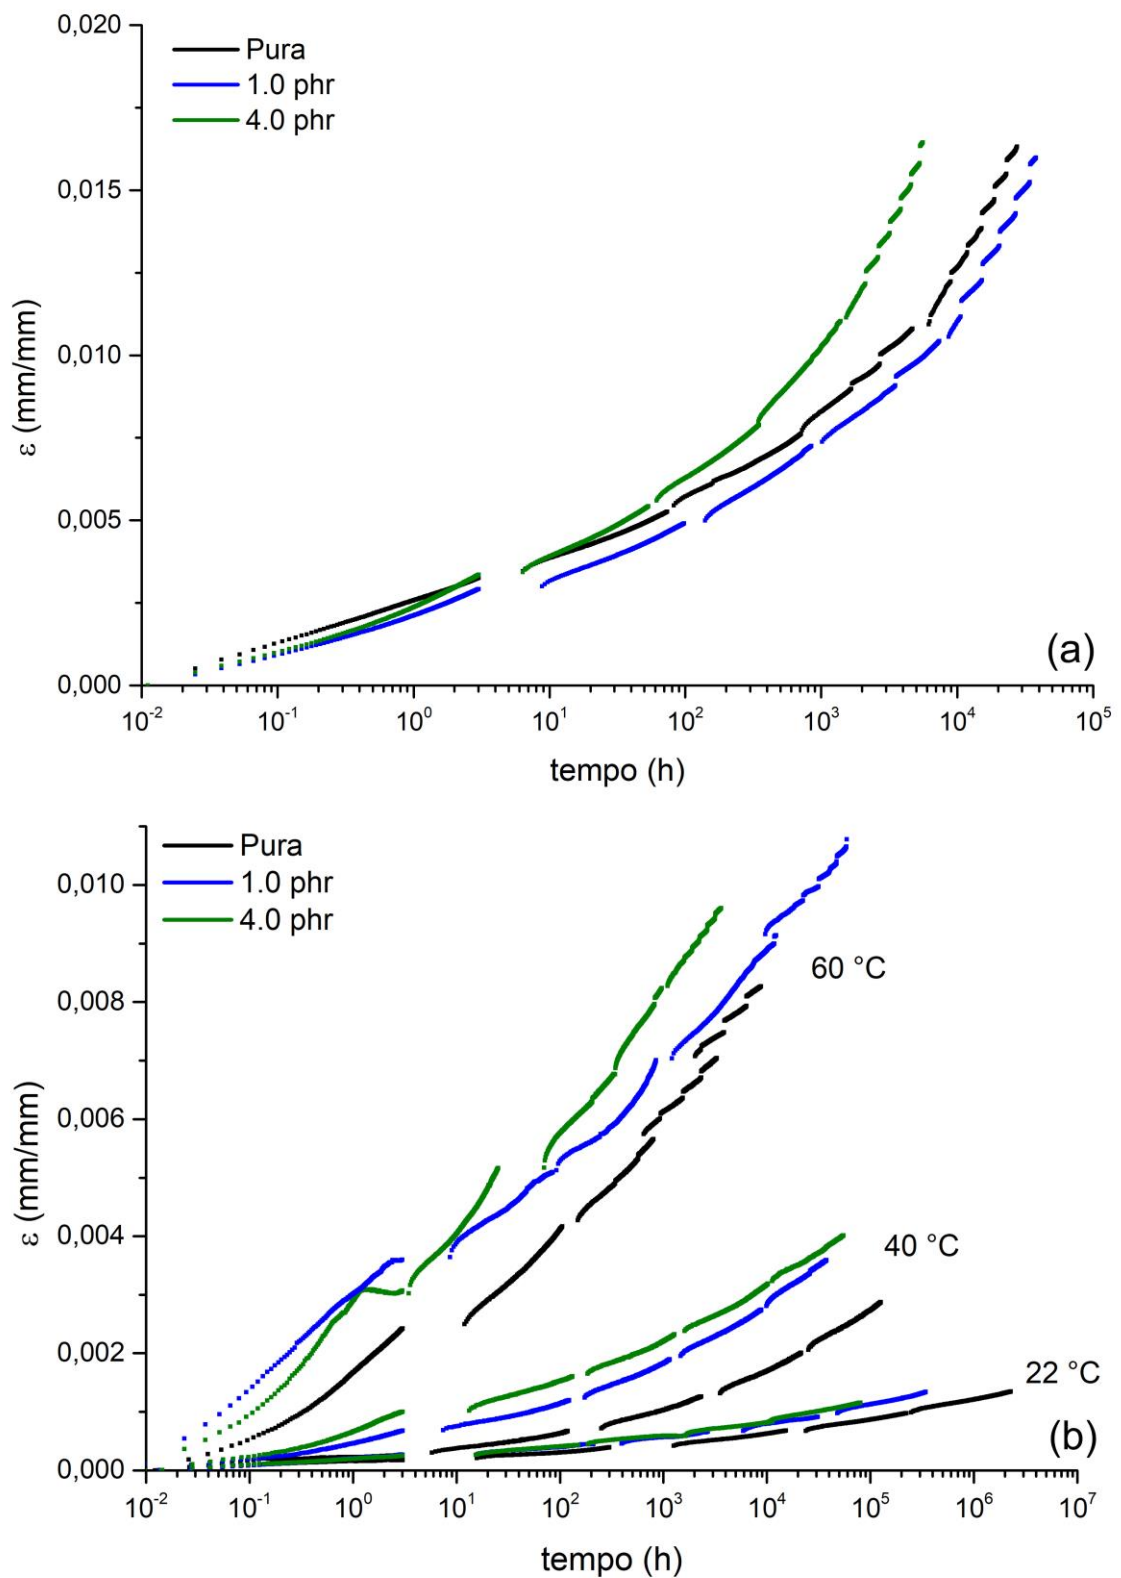 0,020
Pura
1.0 phr
4.0 phr
0,015
0,010
ε (mm/mm)
0,005
(a)
0,000
10-2 10-1 100 101 102 103 104 105
tempo (h)
Pura
0,010
1.0 phr
4.0 phr
60 °C
0,008
0,006
ε (mm/mm)
0,004
40 °C
0,002
22 °C
(b)
0,000
10-2 10-1 100 101 102 103 104 105 106 107
tempo (h)